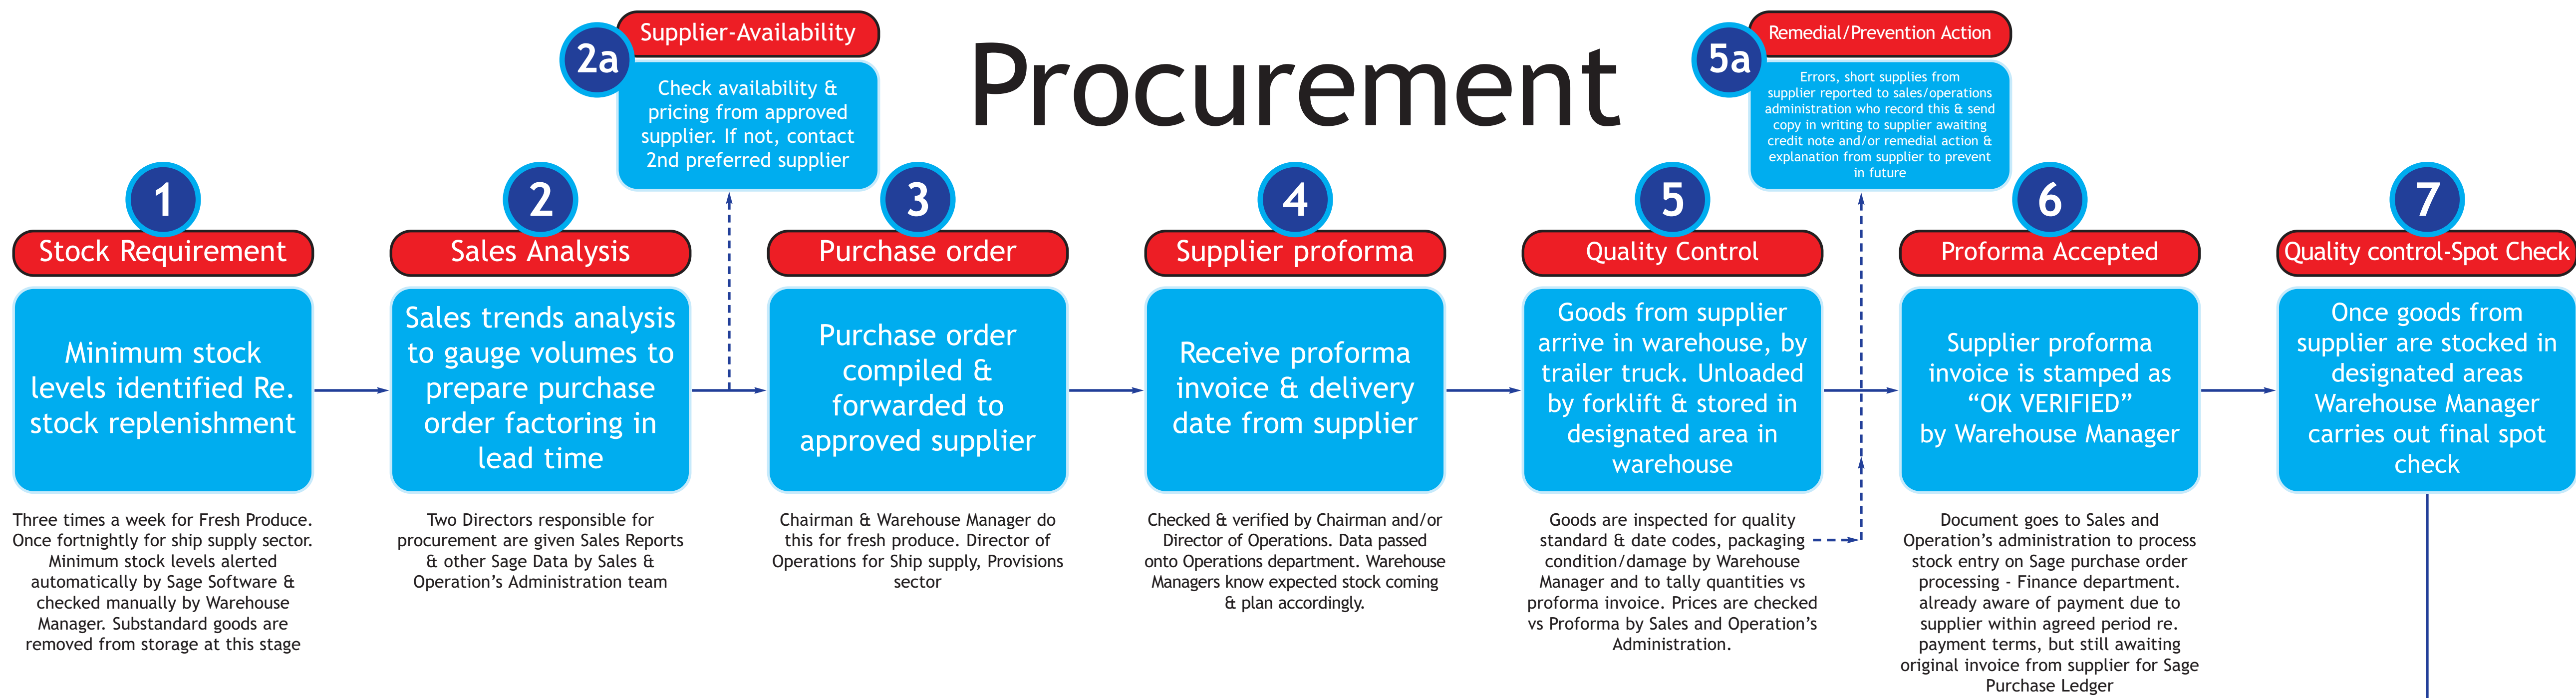 Procurement
1
Stock Requirement
Minimum stock
levels identified Re.
stock replenishment
Three times a week for Fresh Produce.
Once fortnightly for ship supply sector.
Minimum stock levels alerted
automatically by Sage Software &
checked manually by Warehouse
Manager. Substandard goods are
removed from storage at this stage
2
Sales Analysis
Sales trends analysis
to gauge volumes to
prepare purchase
order factoring in
lead time
Two Directors responsible for
procurement are given Sales Reports
& other Sage Data by Sales &
Operation’s Administration team
2a
Supplier-Availability
Check availability &
pricing from approved
supplier. If not, contact
2nd preferred supplier
3
Purchase order
Purchase order
compiled &
forwarded to
approved supplier
Chairman & Warehouse Manager do
this for fresh produce. Director of
Operations for Ship supply, Provisions
sector
4
Supplier proforma
Receive proforma
invoice & delivery
date from supplier
Checked & verified by Chairman and/or
Director of Operations. Data passed
onto Operations department. Warehouse
Managers know expected stock coming
& plan accordingly.
5
Quality Control
Goods from supplier
arrive in warehouse, by
trailer truck. Unloaded
by forklift & stored in
designated area in
warehouse
Goods are inspected for quality
standard & date codes, packaging
condition/damage by Warehouse
Manager and to tally quantities vs
proforma invoice. Prices are checked
vs Proforma by Sales and Operation’s
Administration.
5a
Remedial/Prevention Action
Errors, short supplies from
supplier reported to sales/operations
administration who record this & send
copy in writing to supplier awaiting
credit note and/or remedial action &
explanation from supplier to prevent
in future
6
Proforma Accepted
Supplier proforma
invoice is stamped as
“OK VERIFIED”
by Warehouse Manager
Document goes to Sales and
Operation’s administration to process
stock entry on Sage purchase order
processing - Finance department.
already aware of payment due to
supplier within agreed period re.
payment terms, but still awaiting
original invoice from supplier for Sage
Purchase Ledger
7
Quality control-Spot Check
Once goods from
supplier are stocked in
designated areas
Warehouse Manager
carries out final spot
check